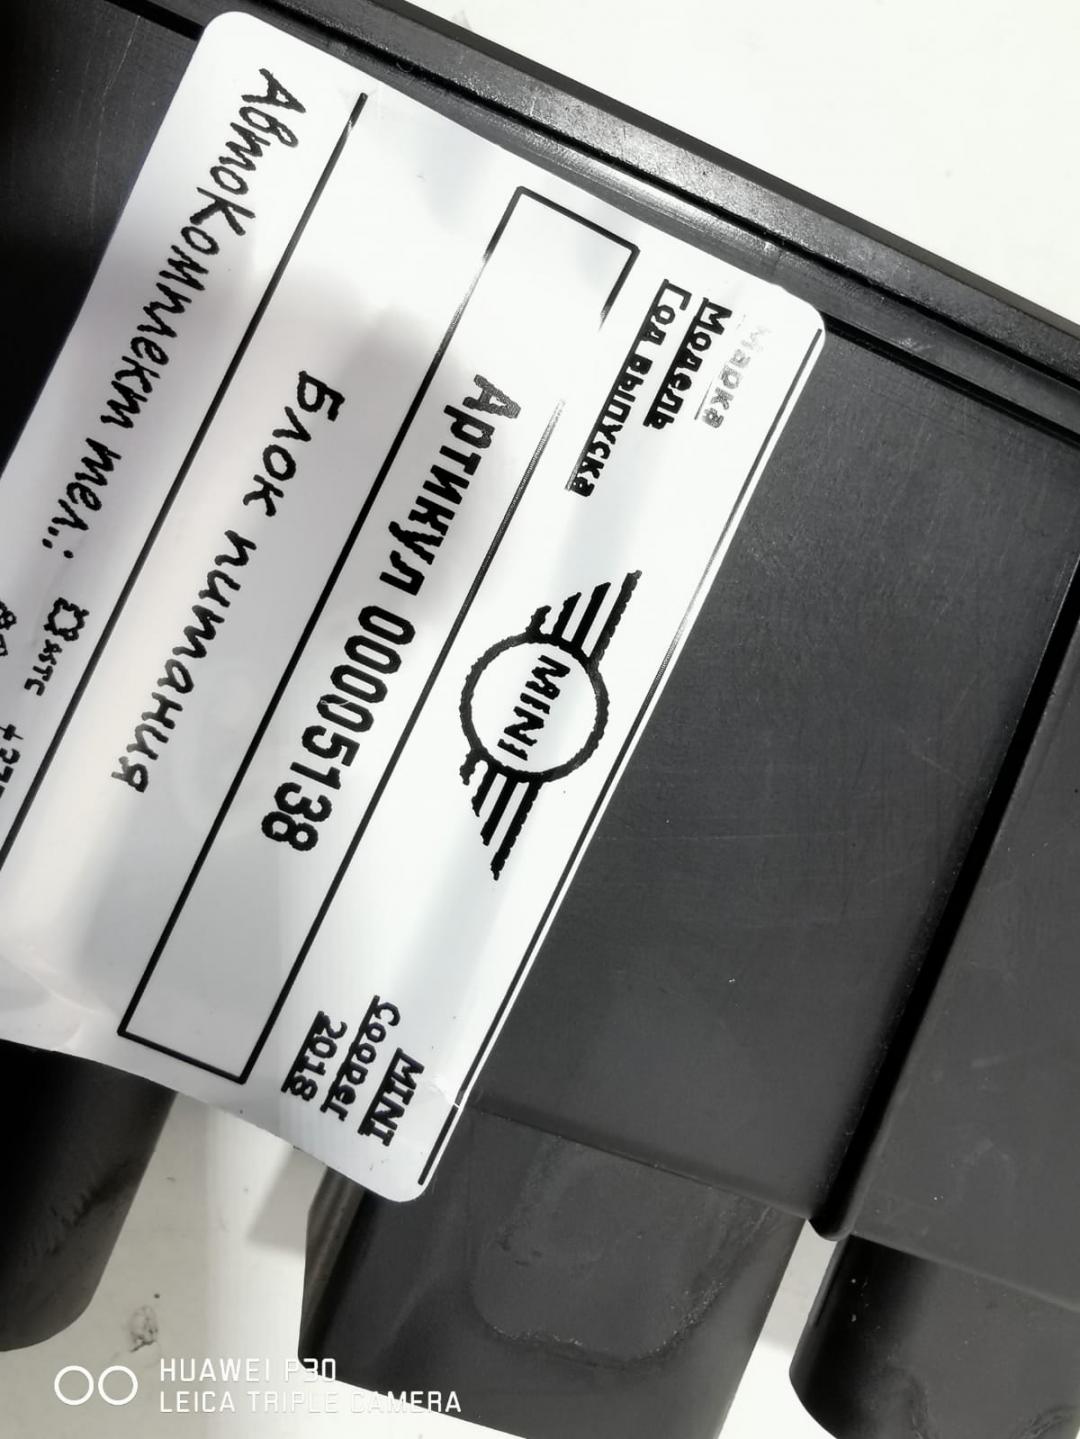 Марка MINI
Модель Cooper
Год выпуска 2018
MINI
Артикул 00005138
Блок питания
АвтоКомплект тел.: МТС
HUAWEI P30
LEICA TRIPLE CAMERA